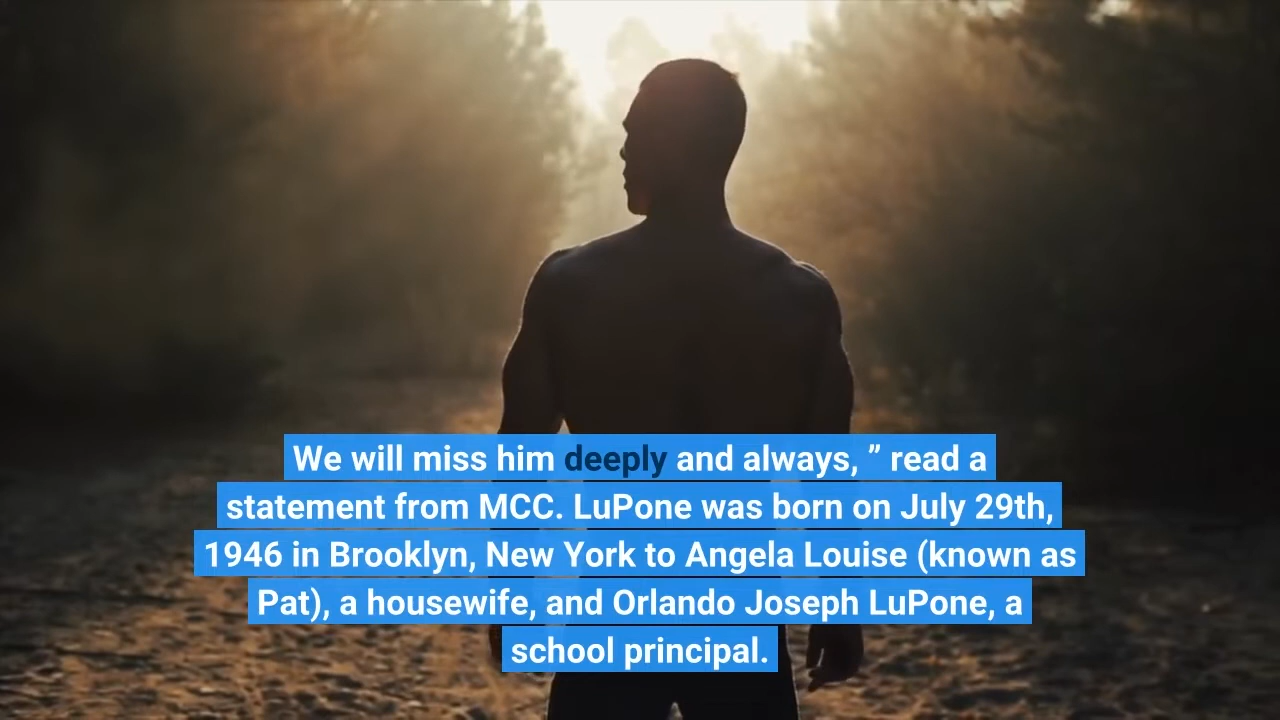 We will miss him deeply and always, ” read a
statement from MCC. LuPone was born on July 29th,
1946 in Brooklyn, New York to Angela Louise (known as
Pat), a housewife, and Orlando Joseph LuPone, a
school principal.